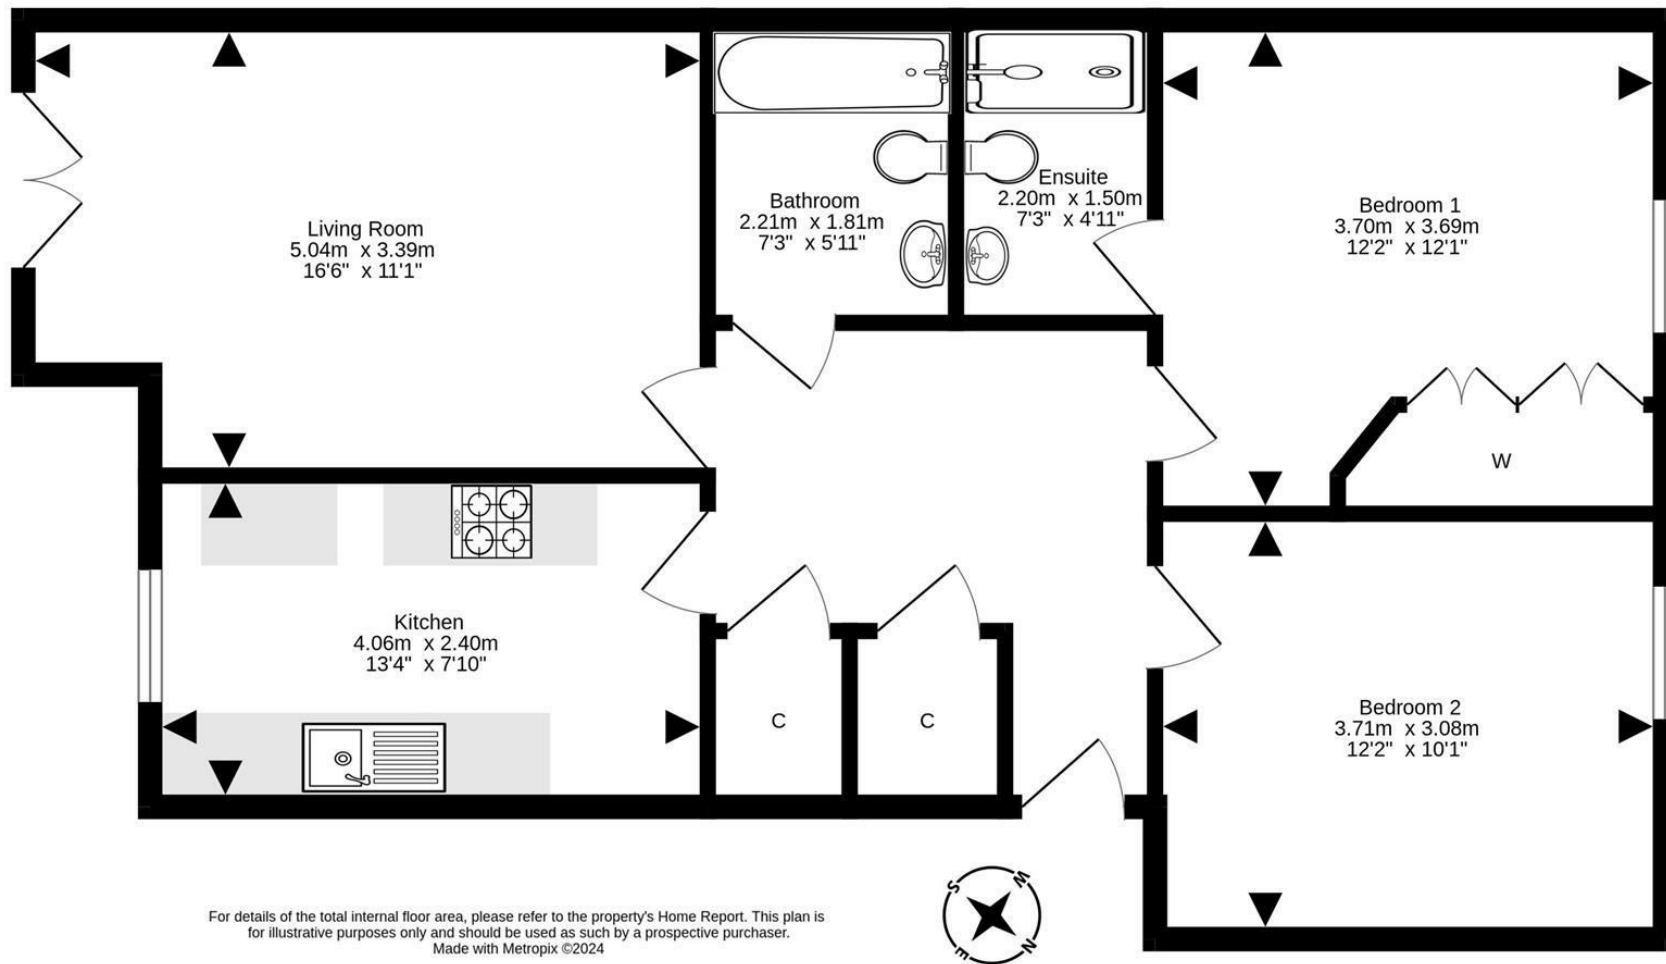 Living Room
5.04m x 3.39m
16'6" x 11'1"
Bathroom
2.21m x 1.81m
7'3" x 5'11"
Ensuite
2.20m x 1.50m
7'3" x 4'11"
Bedroom 1
3.70m x 3.69m
12'2" x 12'1"
W
Kitchen
4.06m x 2.40m
13'4" x 7'10"
C
C
Bedroom 2
3.71m x 3.08m
12'2" x 10'1"
S
W
E
N
For details of the total internal floor area, please refer to the property's Home Report. This plan is
for illustrative purposes only and should be used as such by a prospective purchaser.
Made with Metropix ©2024